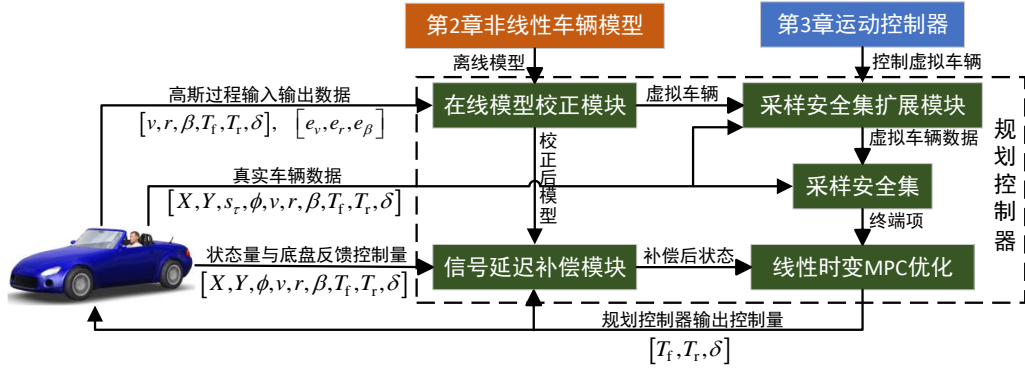 第2章非线性车辆模型
第3章运动控制器
离线模型
控制虚拟车辆
高斯过程输入输出数据
[v,r,β,T_f,T_r,δ], [e_v,e_r,e_β]
在线模型校正模块
虚拟车辆
采样安全集扩展模块
规划控制器
校正后模型
虚拟车辆数据
真实车辆数据
[X,Y,s_τ,ϕ,v,r,β,T_f,T_r,δ]
采样安全集
终端项
状态量与底盘反馈控制量
[X,Y,ϕ,v,r,β,T_f,T_r,δ]
信号延迟补偿模块
补偿后状态
线性时变MPC优化
规划控制器输出控制量
[T_f,T_r,δ]